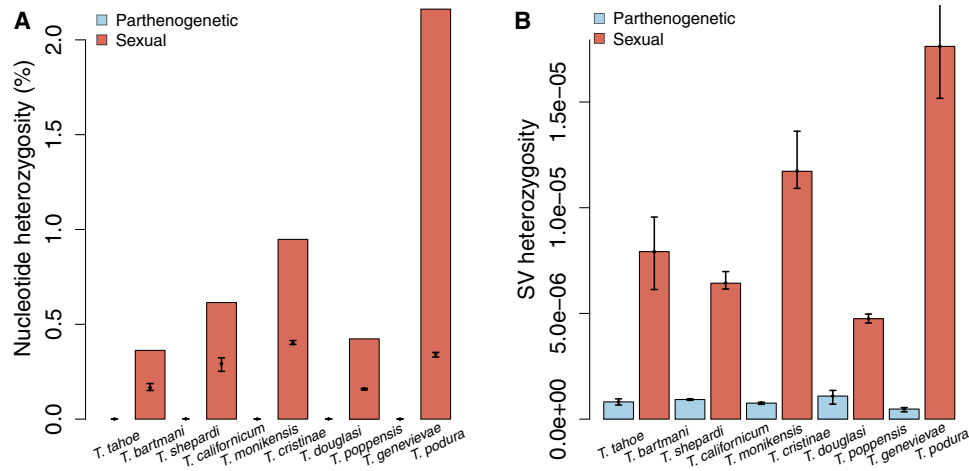 A
Parthenogenetic
Sexual
Nucleotide heterozygosity (%)
2.0
1.5
1.0
0.5
0.0
T. tahoe
T. bartmani
T. shepardi
T. californicum
T. monikensis
T. cristinae
T. douglasi
T. poppensis
T. genevievae
T. podura
B
Parthenogenetic
Sexual
SV heterozygosity
1.5e−05
1.0e−05
5.0e−06
0.0e+00
T. tahoe
T. bartmani
T. shepardi
T. californicum
T. monikensis
T. cristinae
T. douglasi
T. poppensis
T. genevievae
T. podura